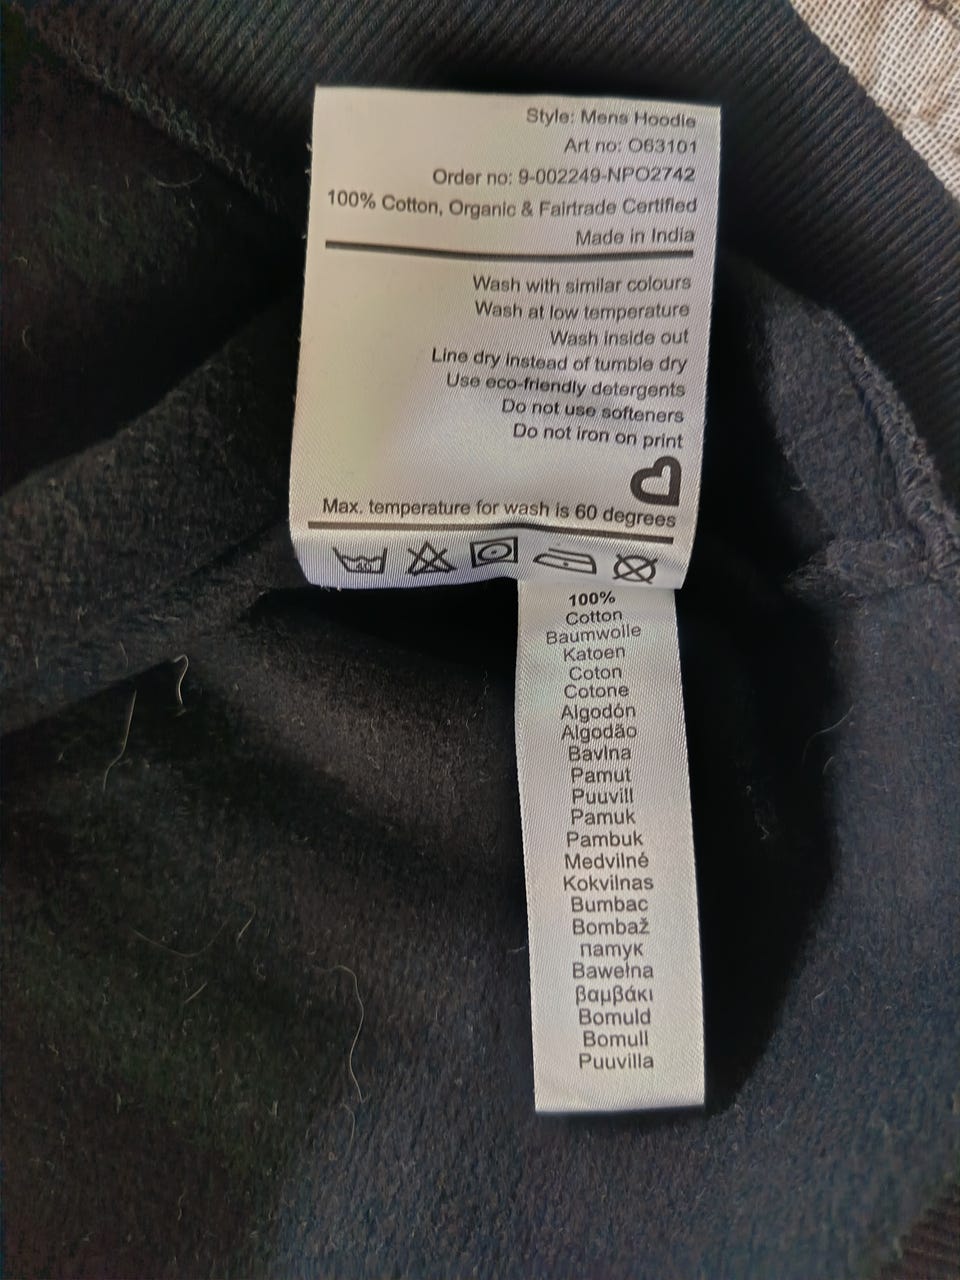 Style: Mens Hoodie
Art no: O63101
Order no: 9-002249-NPO2742
100% Cotton, Organic & Fairtrade Certified
Made in India
Wash with similar colours
Wash at low temperature
Wash inside out
Line dry instead of tumble dry
Use eco-friendly detergents
Do not use softeners
Do not iron on print
Max. temperature for wash is 60 degrees
100%
Cotton
Baumwolle
Katoen
Coton
Cotone
Algodón
Algodão
Bavlna
Pamut
Puuvill
Pamuk
Pambuk
Medvilné
Kokvilnas
Bumbac
Bombaž
памук
Bawełna
βαμβάκι
Bomuld
Bomull
Puuvilla